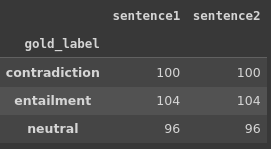 sentence1 sentence2
gold_label
contradiction 100 100
entailment 104 104
neutral 96 96